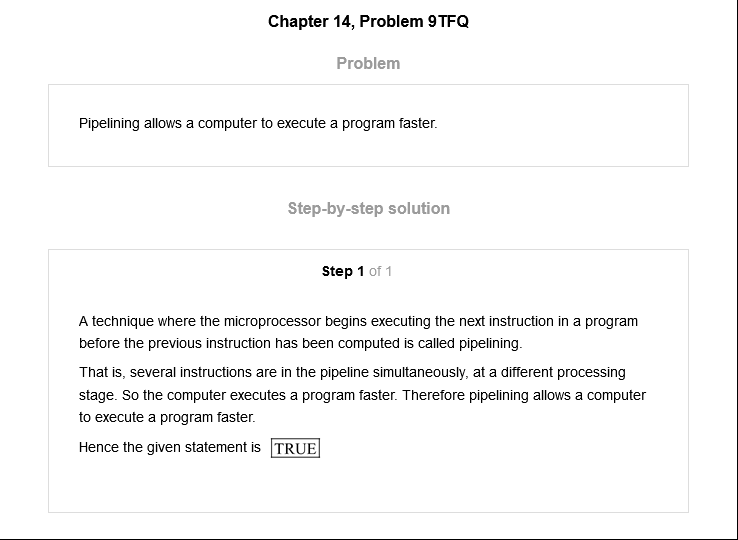 Chapter 14, Problem 9TFQ
Problem
Pipelining allows a computer to execute a program faster.
Step-by-step solution
Step 1 of 1
A technique where the microprocessor begins executing the next instruction in a program
before the previous instruction has been computed is called pipelining.
That is, several instructions are in the pipeline simultaneously, at a different processing
stage. So the computer executes a program faster. Therefore pipelining allows a computer
to execute a program faster.
Hence the given statement is TRUE